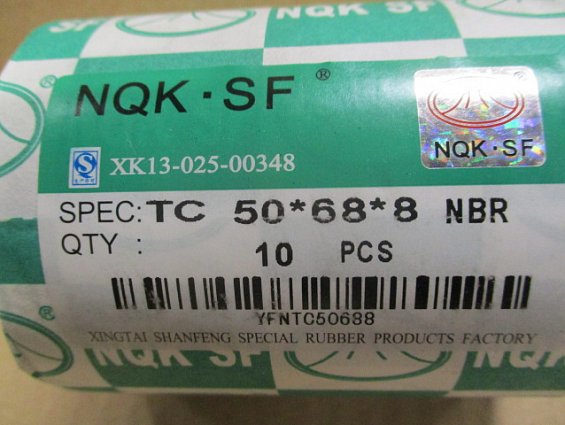 NQK SF
SF
NQK·SF®
NQK·SF
XK13-025-00348
SPEC:TC 50*68*8 NBR
QTY : 10 PCS
YFNTC50688
XINGTAI SHANFENG SPECIAL RUBBER PRODUCTS FACTORY
NQK SF
NQK